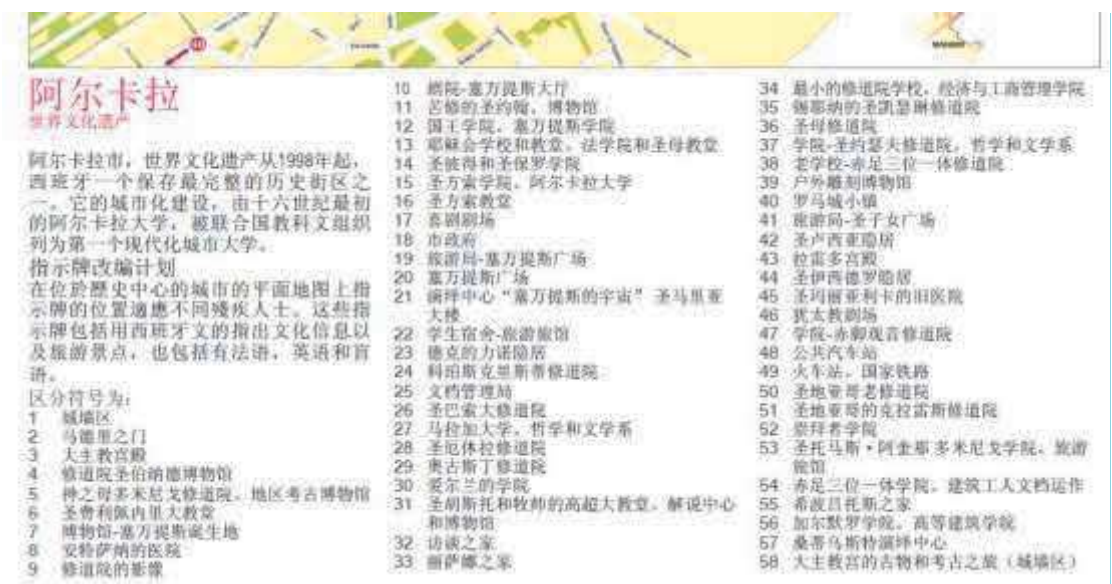 阿尔卡拉
世界文化遗产
阿尔卡拉市，世界文化遗产从1998年起，
西班牙一个保存最完整的历史街区之
一。它的城市化建设，由十六世纪最初
的阿尔卡拉大学，被联合国教科文组织
列为第一个现代化城市大学。
指示牌改编计划
在位於歷史中心的城市的平面地图上指
示牌的位置適應不同殘疾人士。这些指
示牌包括用西班牙文的指出文化信息以
及旅游景点，也包括有法语，英语和盲
语。
区分符号为：
1 城墙区
2 马德里之门
3 大主教宫殿
4 修道院圣伯纳德博物馆
5 神之母多米尼戈修道院。地区考古博物馆
6 圣费利佩内里大教堂
7 博物馆-塞万提斯诞生地
8 安特萨纳的医院
9 修道院的影像
10 剧院-塞万提斯大厅
11 苦修的圣约翰。博物馆
12 国王学院。塞万提斯学院
13 耶稣会学校和教堂。法学院和圣母教堂
14 圣彼得和圣保罗学院
15 圣方索学院。阿尔卡拉大学
16 圣方索教堂
17 喜剧剧场
18 市政府
19 旅游局-塞万提斯广场
20 塞万提斯广场
21 演绎中心“塞万提斯的宇宙” 圣马里亚
大楼
22 学生宿舍-旅游旅馆
23 德克的力诺隐居
24 科珀斯克里斯蒂修道院
25 文档管理局
26 圣巴索大修道院
27 马拉加大学。哲学和文学系
28 圣厄休拉修道院
29 奥古斯丁修道院
30 爱尔兰的学院
31 圣胡斯托和牧师的高超大教堂。解说中心
和博物馆
32 访谈之家
33 丽萨娜之家
34 最小的修道院学校。经济与工商管理学院
35 锡耶纳的圣凯瑟琳修道院
36 圣母修道院
37 学院-圣约瑟夫修道院。哲学和文学系
38 老学校-赤足三位一体修道院
39 户外雕刻博物馆
40 罗马城小镇
41 旅游局-圣子女广场
42 圣卢西亚隐居
43 拉雷多宫殿
44 圣伊西德罗隐居
45 圣玛丽亚利卡的旧医院
46 犹太教剧场
47 学院-赤脚观音修道院
48 公共汽车站
49 火车站。国家铁路
50 圣地亚哥老修道院
51 圣地亚哥的克拉雷斯修道院
52 崇拜者学院
53 圣托马斯·阿奎那 多米尼戈学院。旅游
旅馆
54 赤足三位一体学院。建筑工人文档运作
55 希波吕托斯之家
56 加尔默罗学院。高等建筑学院
57 桑蒂乌斯特演绎中心
58 大主教宫的古物和考古之旅（城墙区）